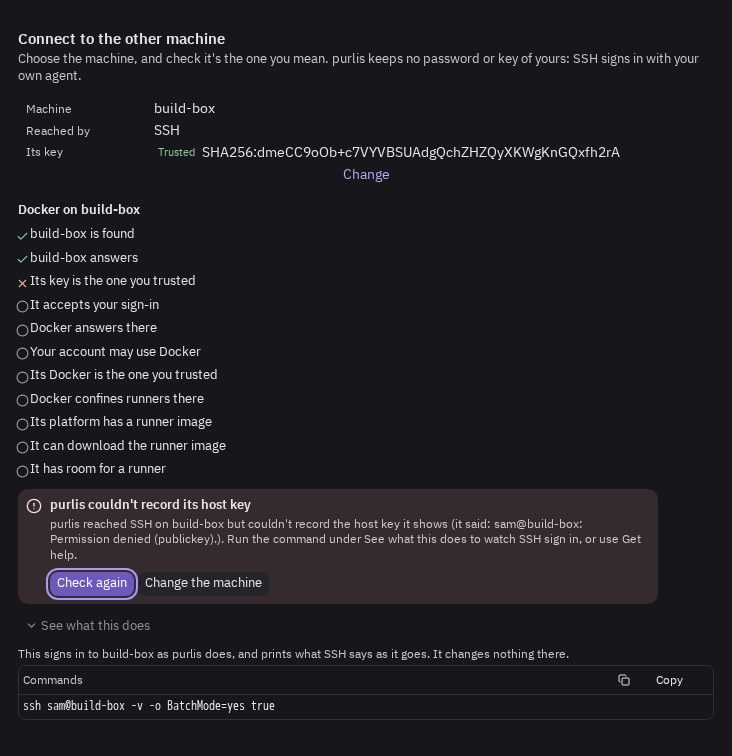 Connect to the other machine
Choose the machine, and check it's the one you mean. purlis keeps no password or key of yours: SSH signs in with your
own agent.
Machine build-box
Reached by SSH
Its key Trusted SHA256:dmeCC9oOb+c7VYVBSUAdgQchZHZQyXKWgKnGQxfh2rA
Change
Docker on build-box
build-box is found
build-box answers
Its key is the one you trusted
It accepts your sign-in
Docker answers there
Your account may use Docker
Its Docker is the one you trusted
Docker confines runners there
Its platform has a runner image
It can download the runner image
It has room for a runner
purlis couldn't record its host key
purlis reached SSH on build-box but couldn't record the host key it shows (it said: sam@build-box:
Permission denied (publickey).). Run the command under See what this does to watch SSH sign in, or use Get
help.
Check again Change the machine
See what this does
This signs in to build-box as purlis does, and prints what SSH says as it goes. It changes nothing there.
Commands Copy
ssh sam@build-box -v -o BatchMode=yes true